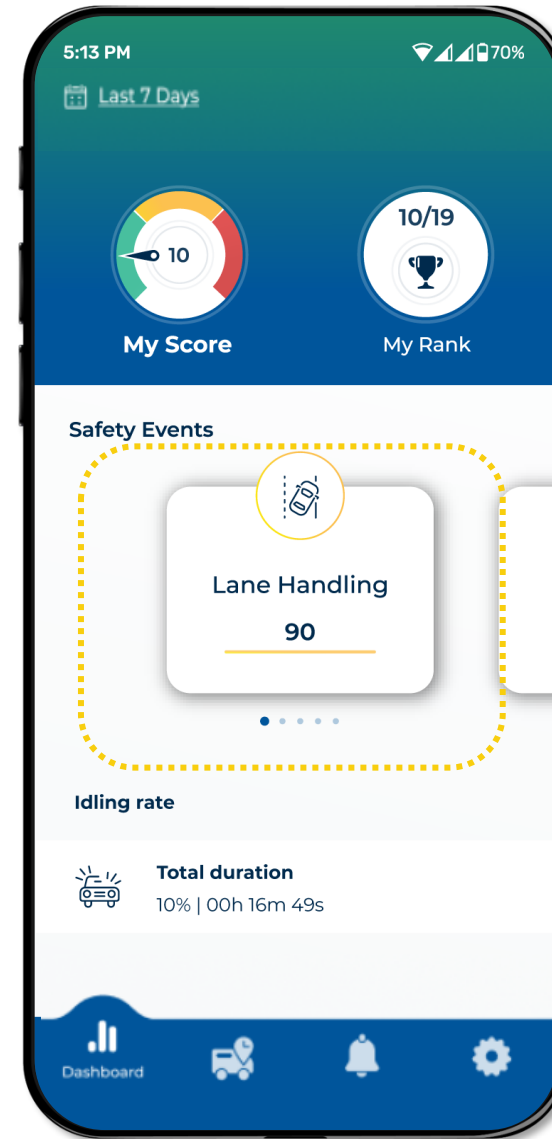 5:13 PM
70%
Last 7 Days
10
10/19
My Score
My Rank
Safety Events
Lane Handling
90
Idling rate
Total duration
10% | 00h 16m 49s
Dashboard